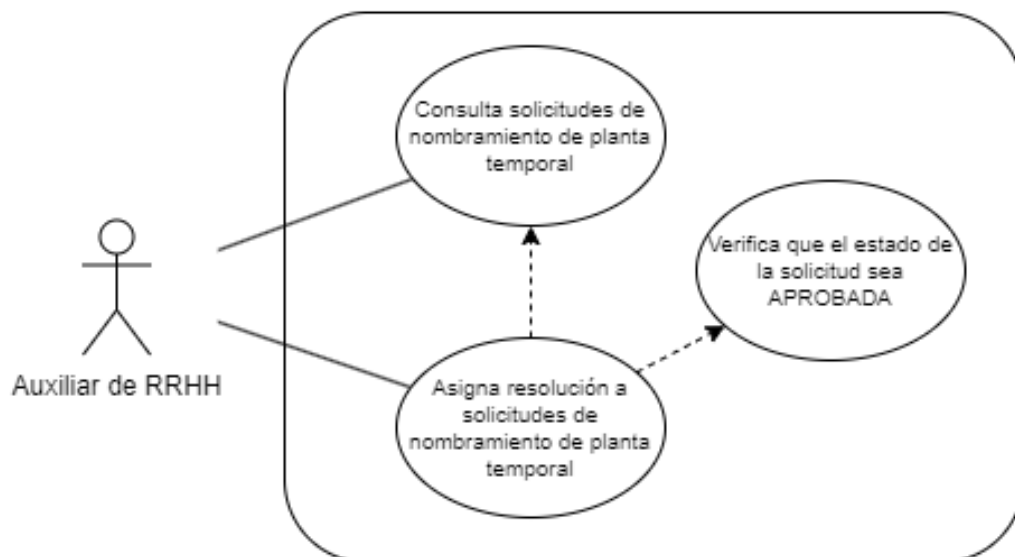 Consulta solicitudes de
nombramiento de planta
temporal
Verifica que el estado de
la solicitud sea
APROBADA
Auxiliar de RRHH
Asigna resolución a
solicitudes de
nombramiento de planta
temporal